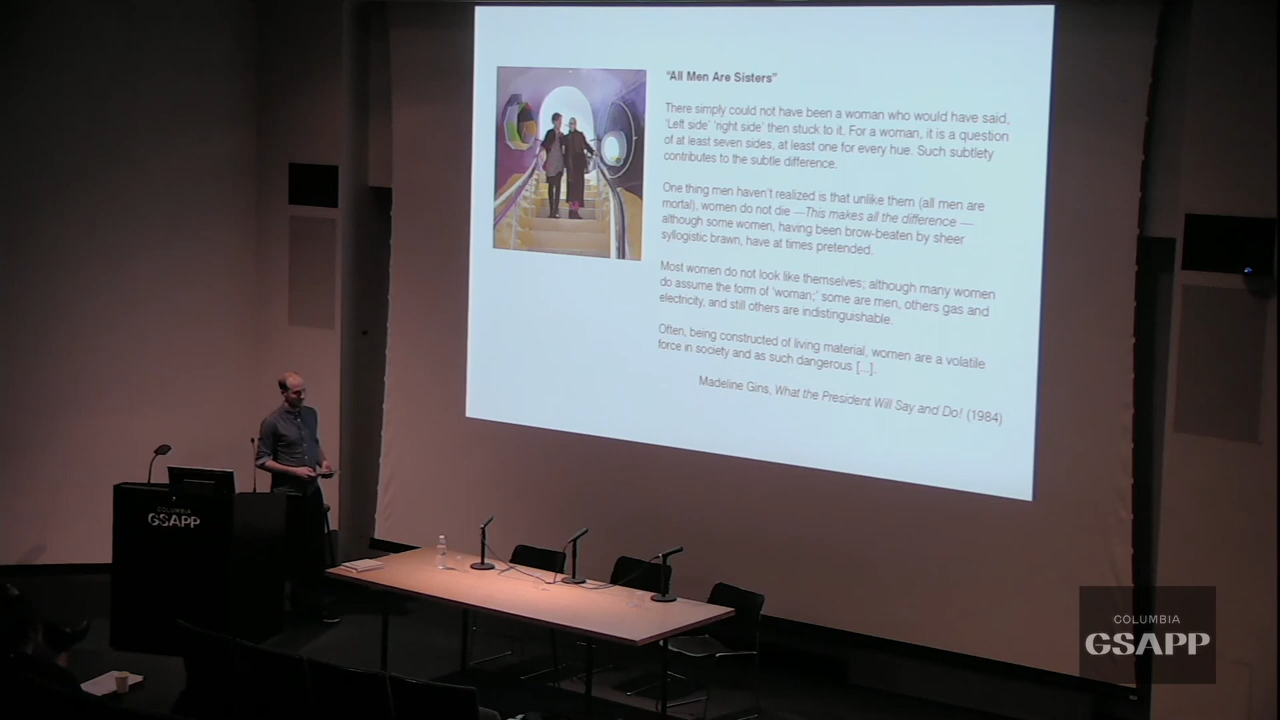 “All Men Are Sisters”
There simply could not have been a woman who would have said,
‘Left side’ ‘right side’ then stuck to it. For a woman, it is a question
of at least seven sides, at least one for every hue. Such subtlety
contributes to the subtle difference.
One thing men haven’t realized is that unlike them (all men are
mortal), women do not die —This makes all the difference —
although some women, having been brow-beaten by sheer
syllogistic brawn, have at times pretended.
Most women do not look like themselves; although many women
do assume the form of ‘woman;’ some are men, others gas and
electricity, and still others are indistinguishable.
Often, being constructed of living material, women are a volatile
force in society and as such dangerous [...].
Madeline Gins, What the President Will Say and Do! (1984)
COLUMBIA
GSAPP
COLUMBIA
GSAPP